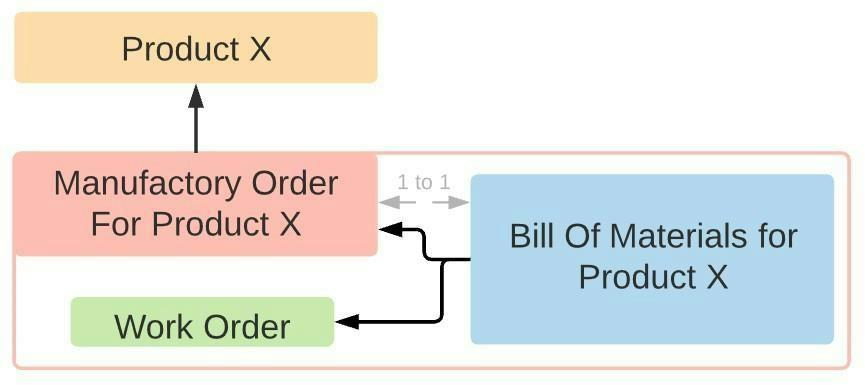 Product X
Manufactory Order
For Product X
1 to 1
Bill Of Materials for
Product X
Work Order